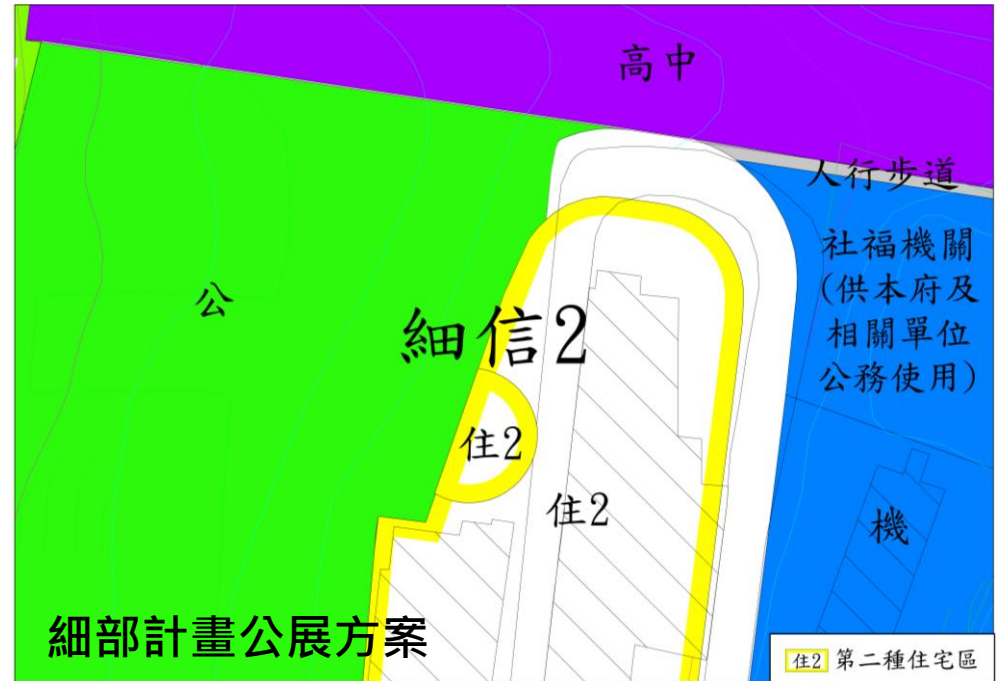 高中
人行步道
社福機關
(供本府及
相關單位
公務使用)
公
細信2
住2
住2
機
細部計畫公展方案
住2 第二種住宅區